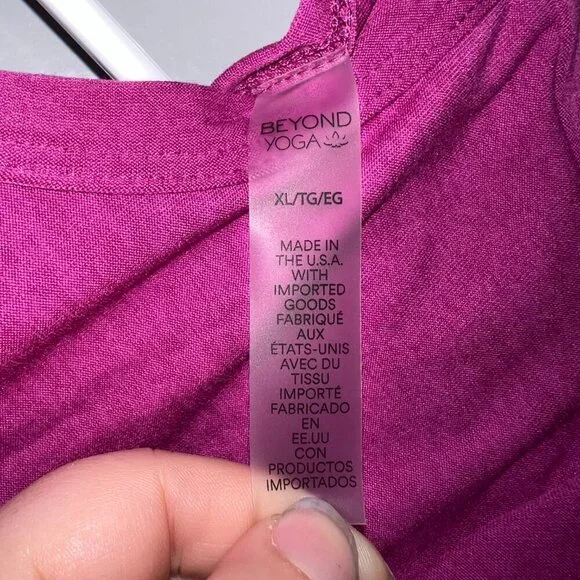 BEYOND
YOGA
XL/TG/EG
MADE IN
THE U.S.A.
WITH
IMPORTED
GOODS
FABRIQUÉ
AUX
ÉTATS-UNIS
AVEC DU
TISSU
IMPORTÉ
FABRICADO
EN
EE.UU
CON
PRODUCTOS
IMPORTADOS